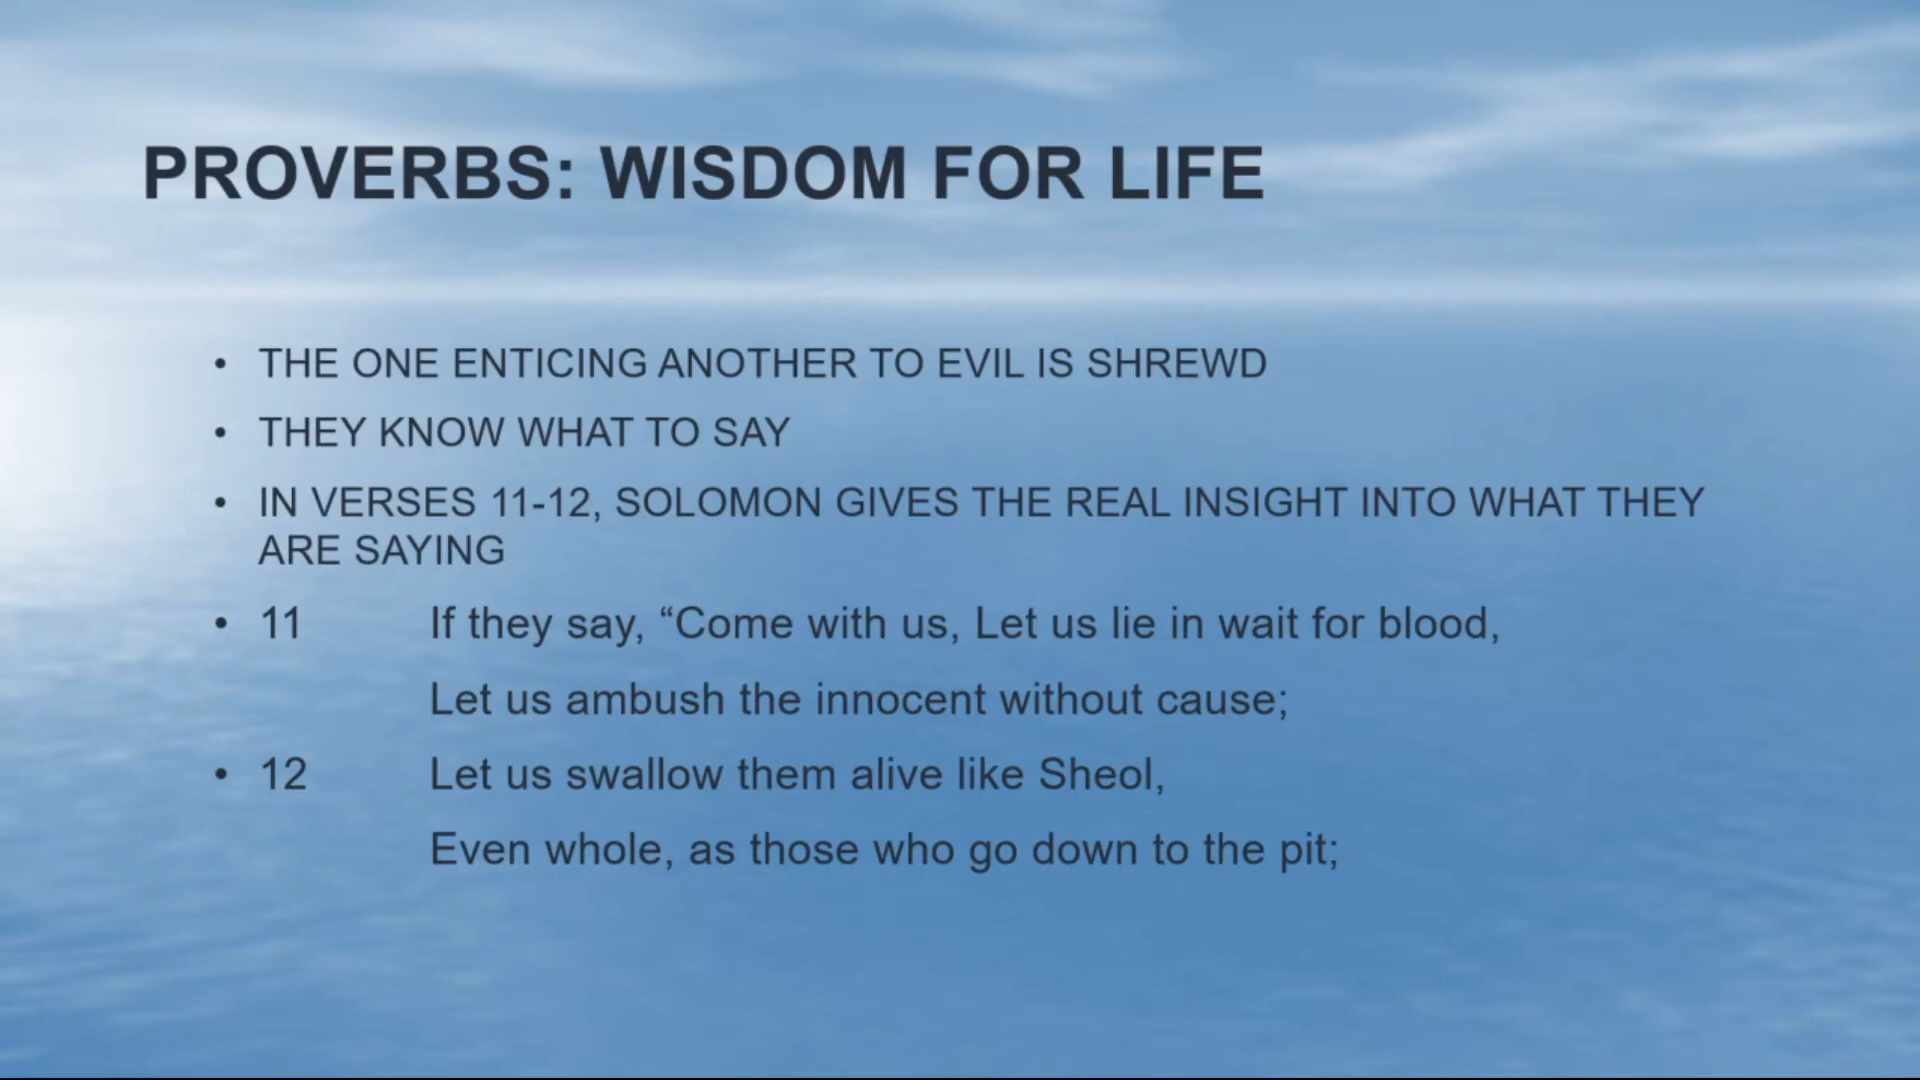 PROVERBS: WISDOM FOR LIFE
• THE ONE ENTICING ANOTHER TO EVIL IS SHREWD
• THEY KNOW WHAT TO SAY
• IN VERSES 11-12, SOLOMON GIVES THE REAL INSIGHT INTO WHAT THEY
ARE SAYING
• 11 If they say, “Come with us, Let us lie in wait for blood,
Let us ambush the innocent without cause;
• 12 Let us swallow them alive like Sheol,
Even whole, as those who go down to the pit;